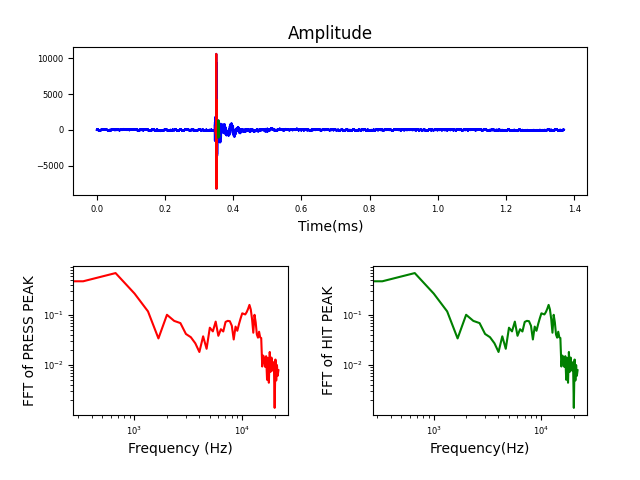 Amplitude
10000
5000
0
−5000
0.0 0.2 0.4 0.6 0.8 1.0 1.2 1.4
Time(ms)
FFT of PRESS PEAK
10⁻¹
10⁻²
10³ 10⁴
Frequency (Hz)
FFT of HIT PEAK
10⁻¹
10⁻²
10³ 10⁴
Frequency(Hz)